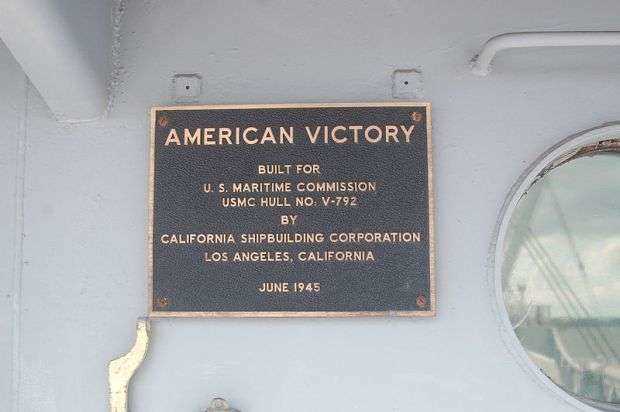 AMERICAN VICTORY
BUILT FOR
U. S. MARITIME COMMISSION
USMC HULL NO. V-792
BY
CALIFORNIA SHIPBUILDING CORPORATION
LOS ANGELES, CALIFORNIA
JUNE 1945